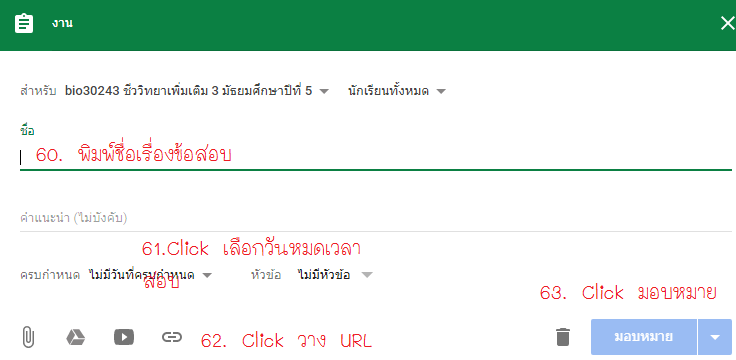 งาน
สำหรับ bio30243 ชีววิทยาเพิ่มเติม 3 มัธยมศึกษาปีที่ 5 นักเรียนทั้งหมด
ชื่อ
60. พิมพ์ชื่อเรื่องข้อสอบ
คำแนะนำ (ไม่บังคับ)
61.Click เลือกวันหมดเวลา
สอบ
ครบกำหนด ไม่มีวันที่ครบกำหนด หัวข้อ ไม่มีหัวข้อ
63. Click มอบหมาย
62. Click วาง URL
มอบหมาย